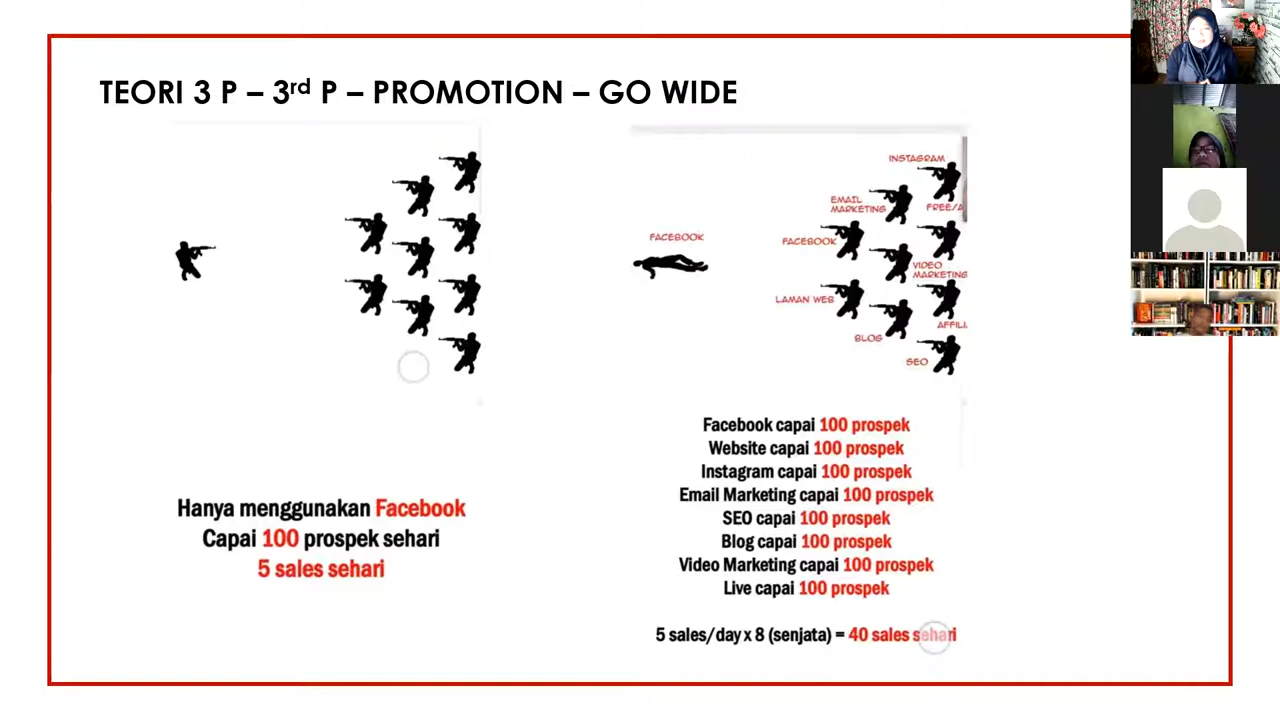 TEORI 3 P – 3rd P – PROMOTION – GO WIDE
INSTAGRAM
EMAIL
MARKETING
FREE/A
FACEBOOK
FACEBOOK
VIDEO
MARKETING
LAMAN WEB
AFFILI
BLOG
SEO
Hanya menggunakan Facebook
Capai 100 prospek sehari
5 sales sehari
Facebook capai 100 prospek
Website capai 100 prospek
Instagram capai 100 prospek
Email Marketing capai 100 prospek
SEO capai 100 prospek
Blog capai 100 prospek
Video Marketing capai 100 prospek
Live capai 100 prospek
5 sales/day x 8 (senjata) = 40 sales sehari